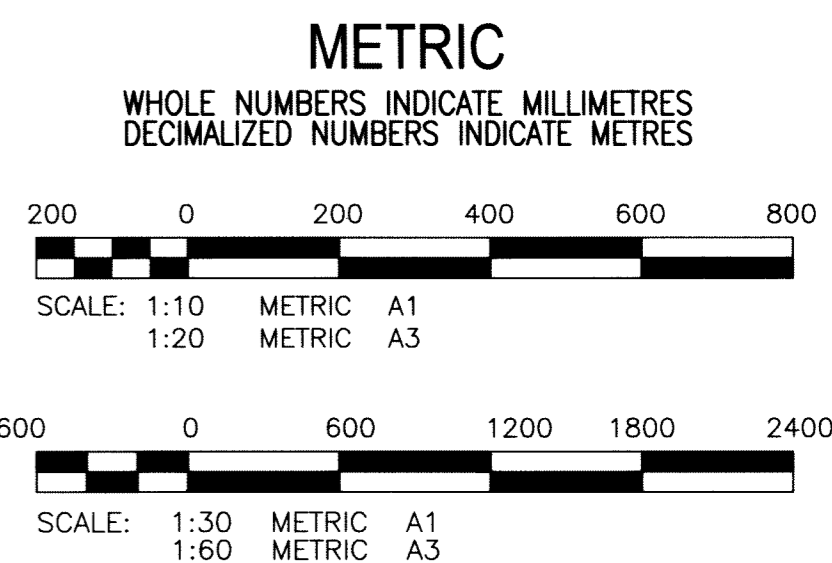 METRIC
WHOLE NUMBERS INDICATE MILLIMETRES
DECIMALIZED NUMBERS INDICATE METRES
200 0 200 400 600 800
SCALE: 1:10 METRIC A1
1:20 METRIC A3
600 0 600 1200 1800 2400
SCALE: 1:30 METRIC A1
1:60 METRIC A3